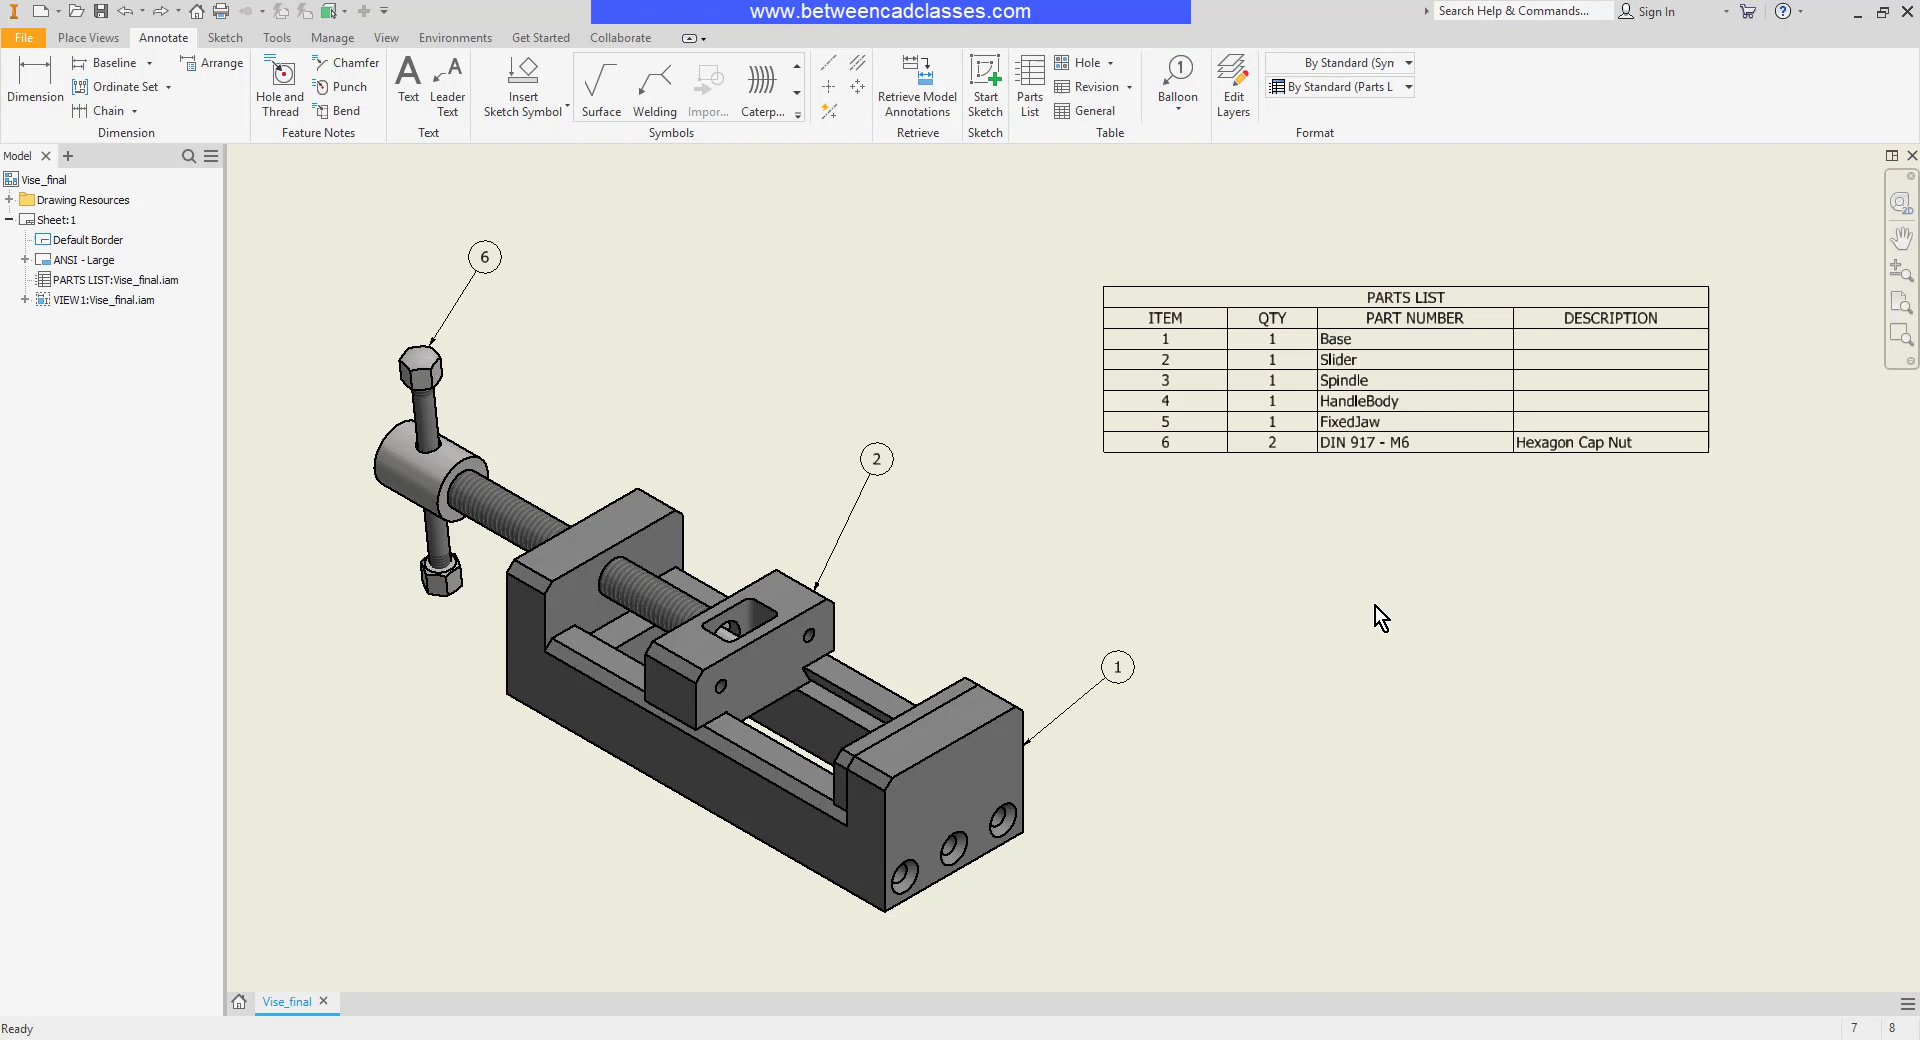 www.betweencadclasses.com
Search Help & Commands...
Sign In
File Place Views Annotate Sketch Tools Manage View Environments Get Started Collaborate
Dimension
Baseline
Ordinate Set
Chain
Arrange
Dimension
Hole and Thread
Chamfer
Punch
Bend
Feature Notes
Text
Leader Text
Text
Insert Sketch Symbol
Surface
Welding
Impor...
Caterp...
Symbols
Retrieve Model Annotations
Retrieve
Start Sketch
Sketch
Parts List
Hole
Revision
General
Table
1
Balloon
Edit Layers
By Standard (Syn
By Standard (Parts L
Format
Model
Vise_final
Drawing Resources
Sheet:1
Default Border
ANSI - Large
PARTS LIST:Vise_final.iam
VIEW1:Vise_final.iam
2D
6
2
1
PARTS LIST
ITEM QTY PART NUMBER DESCRIPTION
1 1 Base
2 1 Slider
3 1 Spindle
4 1 HandleBody
5 1 FixedJaw
6 2 DIN 917 - M6 Hexagon Cap Nut
Vise_final
Ready
7 8